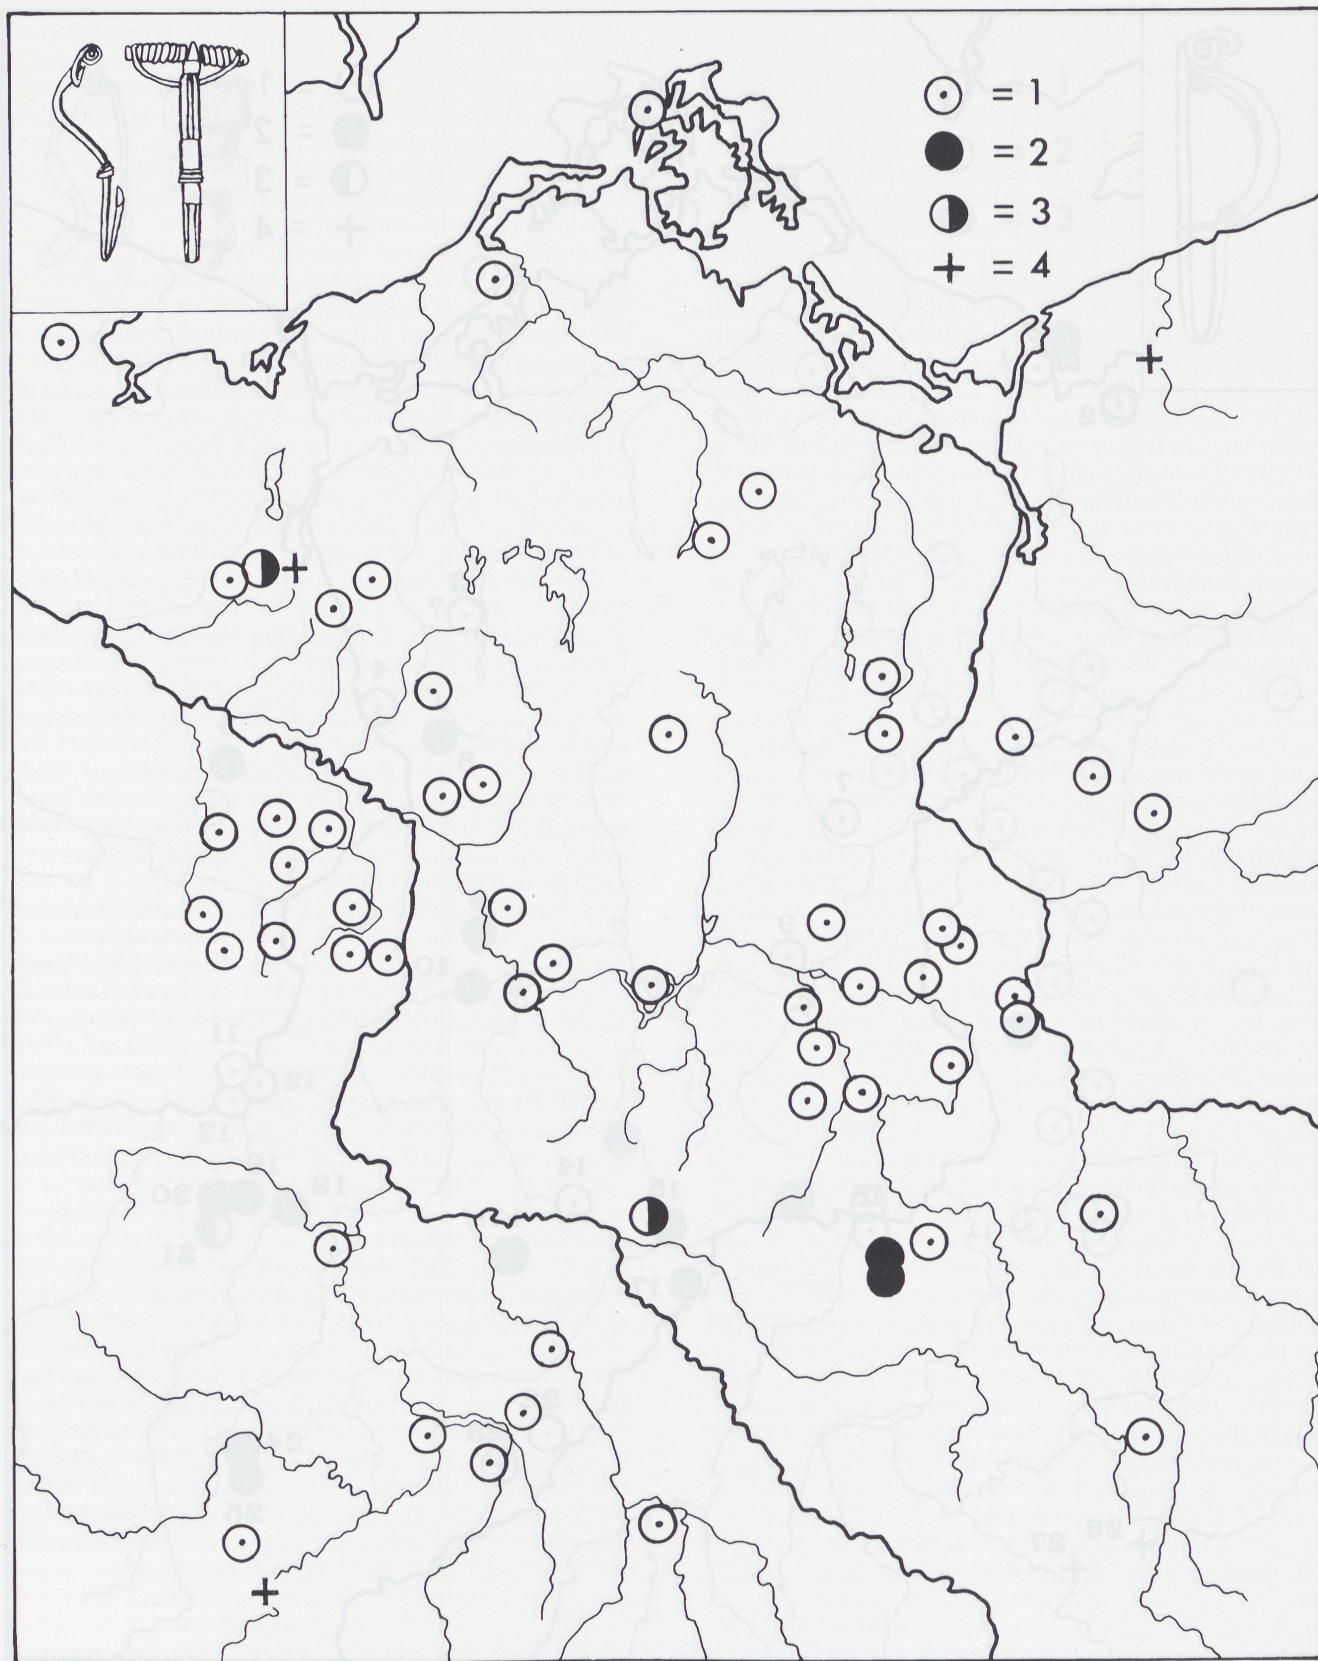 ⊙ = 1
● = 2
◑ = 3
+ = 4